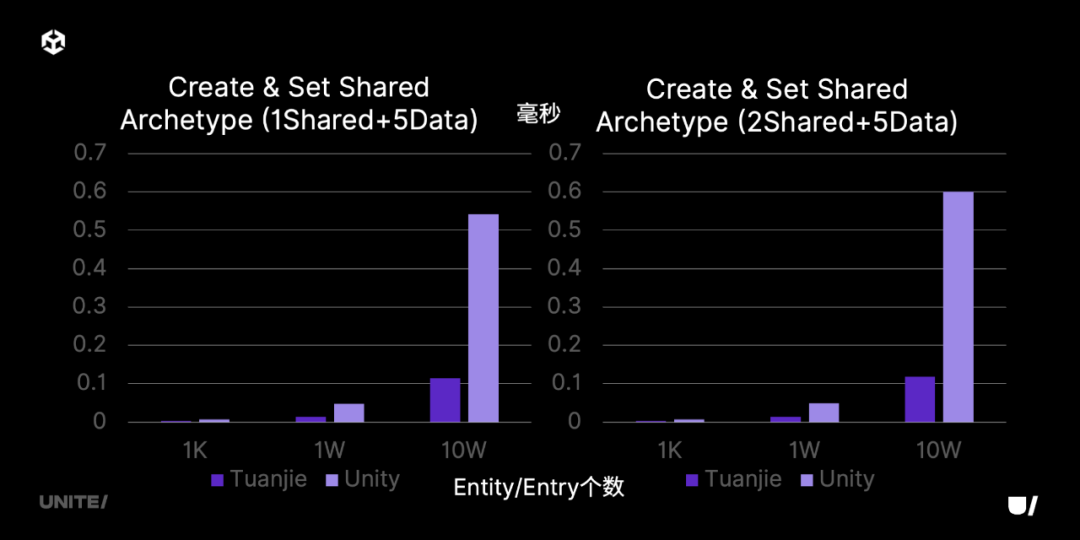 Create & Set Shared
Archetype (1Shared+5Data)
毫秒
Create & Set Shared
Archetype (2Shared+5Data)
0.7
0.6
0.5
0.4
0.3
0.2
0.1
0
1K 1W 10W
Tuanjie Unity
0.7
0.6
0.5
0.4
0.3
0.2
0.1
0
1K 1W 10W
Tuanjie Unity
Entity/Entry个数
UNITE/
U/